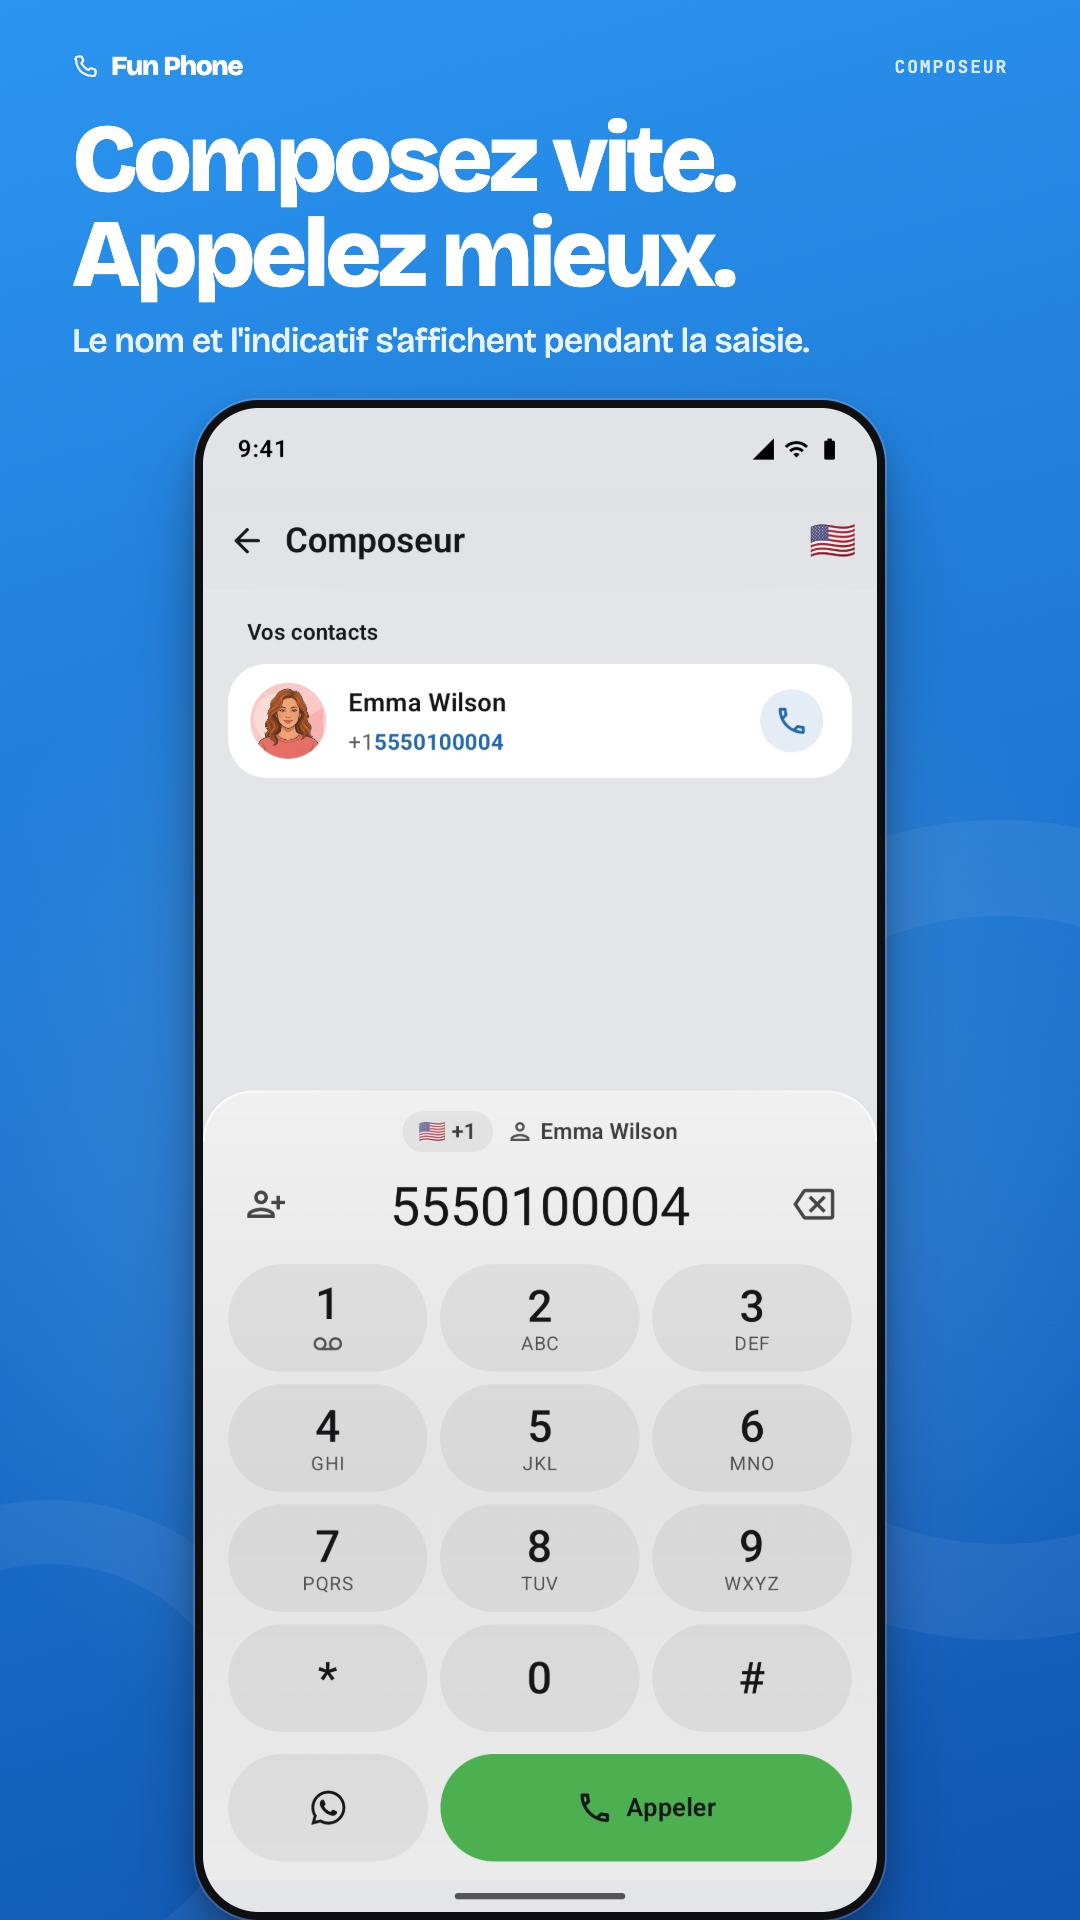 Fun Phone
COMPOSEUR
Composez vite.
Appelez mieux.
Le nom et l'indicatif s'affichent pendant la saisie.
9:41
Composeur
Vos contacts
Emma Wilson
+15550100004
+1 Emma Wilson
5550100004
1 2 3
ABC DEF
4 5 6
GHI JKL MNO
7 8 9
PQRS TUV WXYZ
* 0 #
Appeler